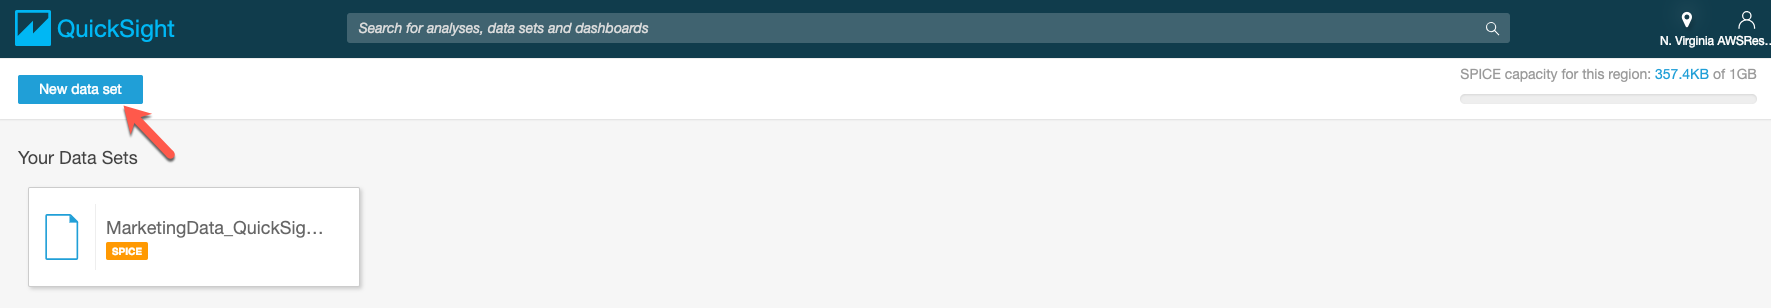 QuickSight
Search for analyses, data sets and dashboards
N. Virginia AWSRes...
New data set
SPICE capacity for this region: 357.4KB of 1GB
Your Data Sets
MarketingData_QuickSig...
SPICE